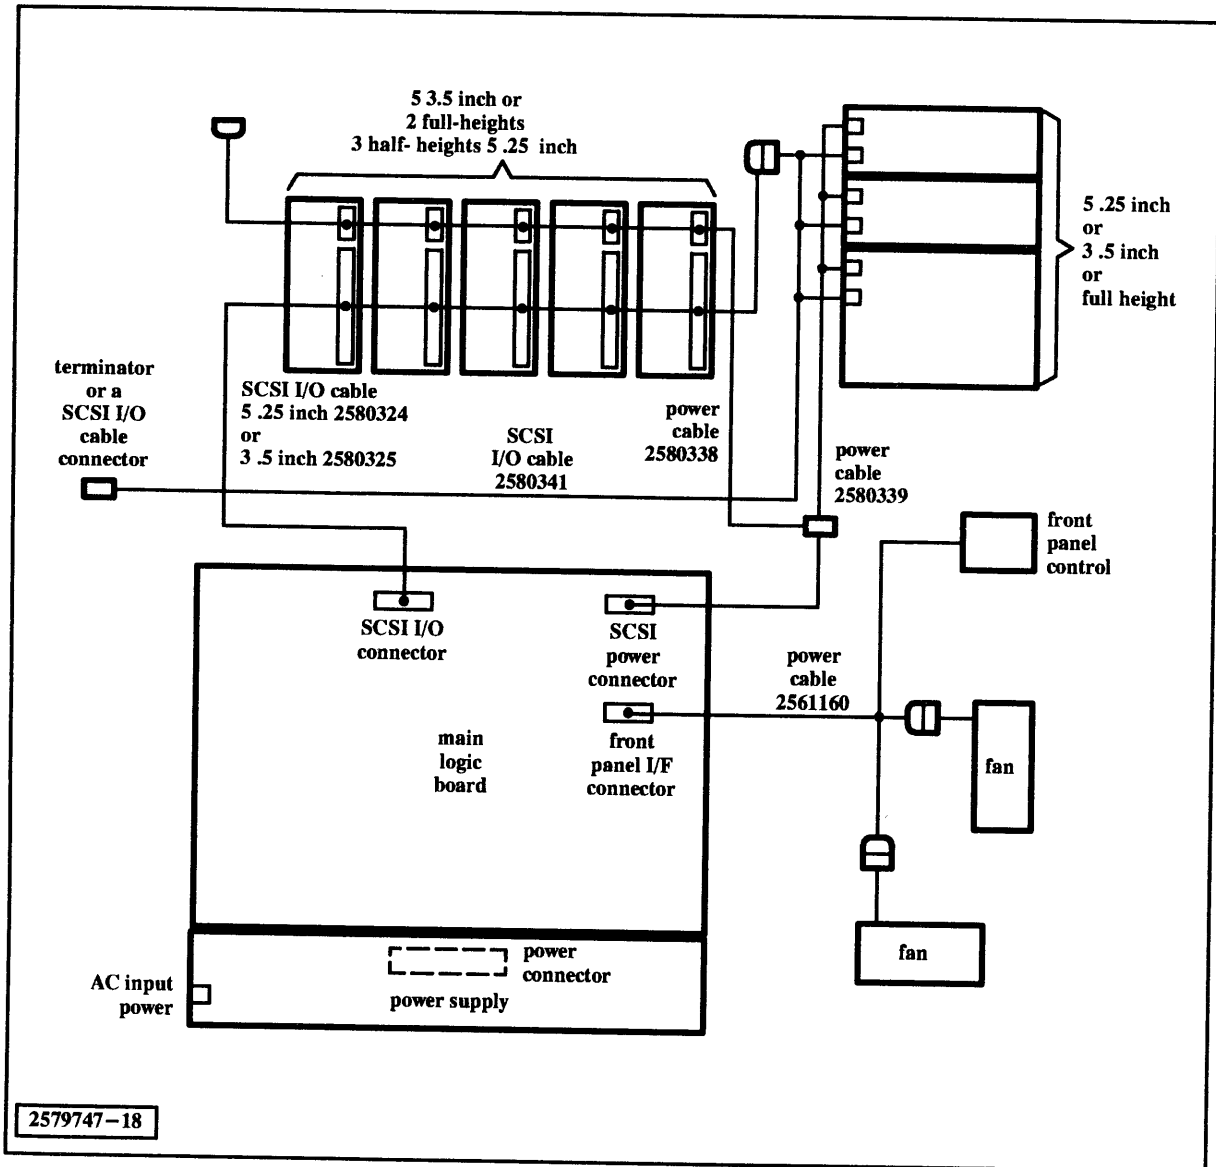 5 3.5 inch or
2 full-heights
3 half- heights 5 .25 inch
5 .25 inch
or
3 .5 inch
or
full height
terminator
or a
SCSI I/O
cable
connector
SCSI I/O cable
5 .25 inch 2580324
or
3 .5 inch 2580325
SCSI
I/O cable
2580341
power
cable
2580338
power
cable
2580339
front
panel
control
SCSI I/O
connector
SCSI
power
connector
power
cable
2561160
main
logic
board
front
panel I/F
connector
fan
fan
power
connector
AC input
power
power supply
2579747-18